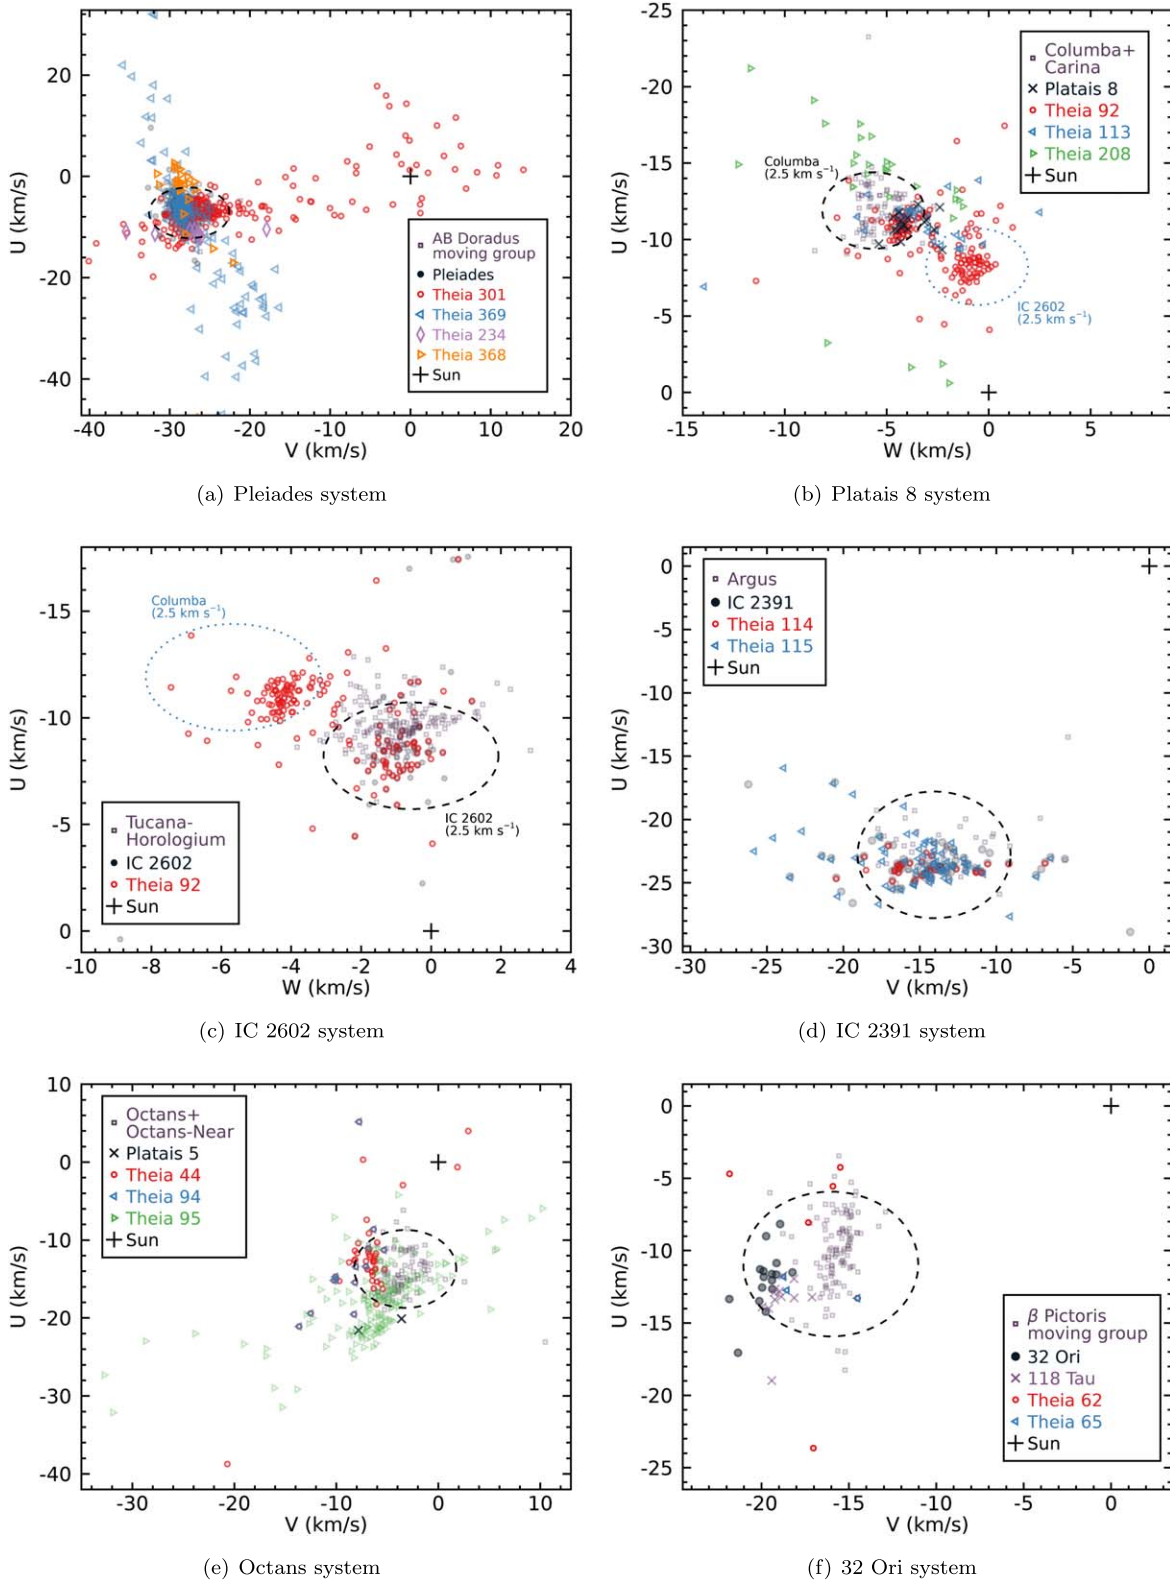 20
0
-20
-40
U (km/s)
-40
-30
-20
-10
0
10
20
V (km/s)
AB Doradus
moving group
Pleiades
Theia 301
Theia 369
Theia 234
Theia 368
Sun
(a) Pleiades system
-25
-20
-15
-10
-5
0
U (km/s)
-15
-10
-5
0
5
W (km/s)
Columba+
Carina
Platais 8
Theia 92
Theia 113
Theia 208
Sun
Columba
(2.5 km s⁻¹)
IC 2602
(2.5 km s⁻¹)
(b) Platais 8 system
-15
-10
-5
0
U (km/s)
-10
-8
-6
-4
-2
0
2
4
W (km/s)
Columba
(2.5 km s⁻¹)
IC 2602
(2.5 km s⁻¹)
Tucana-
Horologium
IC 2602
Theia 92
Sun
(c) IC 2602 system
0
-5
-10
-15
-20
-25
-30
U (km/s)
-30
-25
-20
-15
-10
-5
0
V (km/s)
Argus
IC 2391
Theia 114
Theia 115
Sun
(d) IC 2391 system
10
0
-10
-20
-30
-40
U (km/s)
-30
-20
-10
0
10
V (km/s)
Octans+
Octans-Near
Platais 5
Theia 44
Theia 94
Theia 95
Sun
(e) Octans system
0
-5
-10
-15
-20
-25
U (km/s)
-20
-15
-10
-5
0
V (km/s)
β Pictoris
moving group
32 Ori
118 Tau
Theia 62
Theia 65
Sun
(f) 32 Ori system